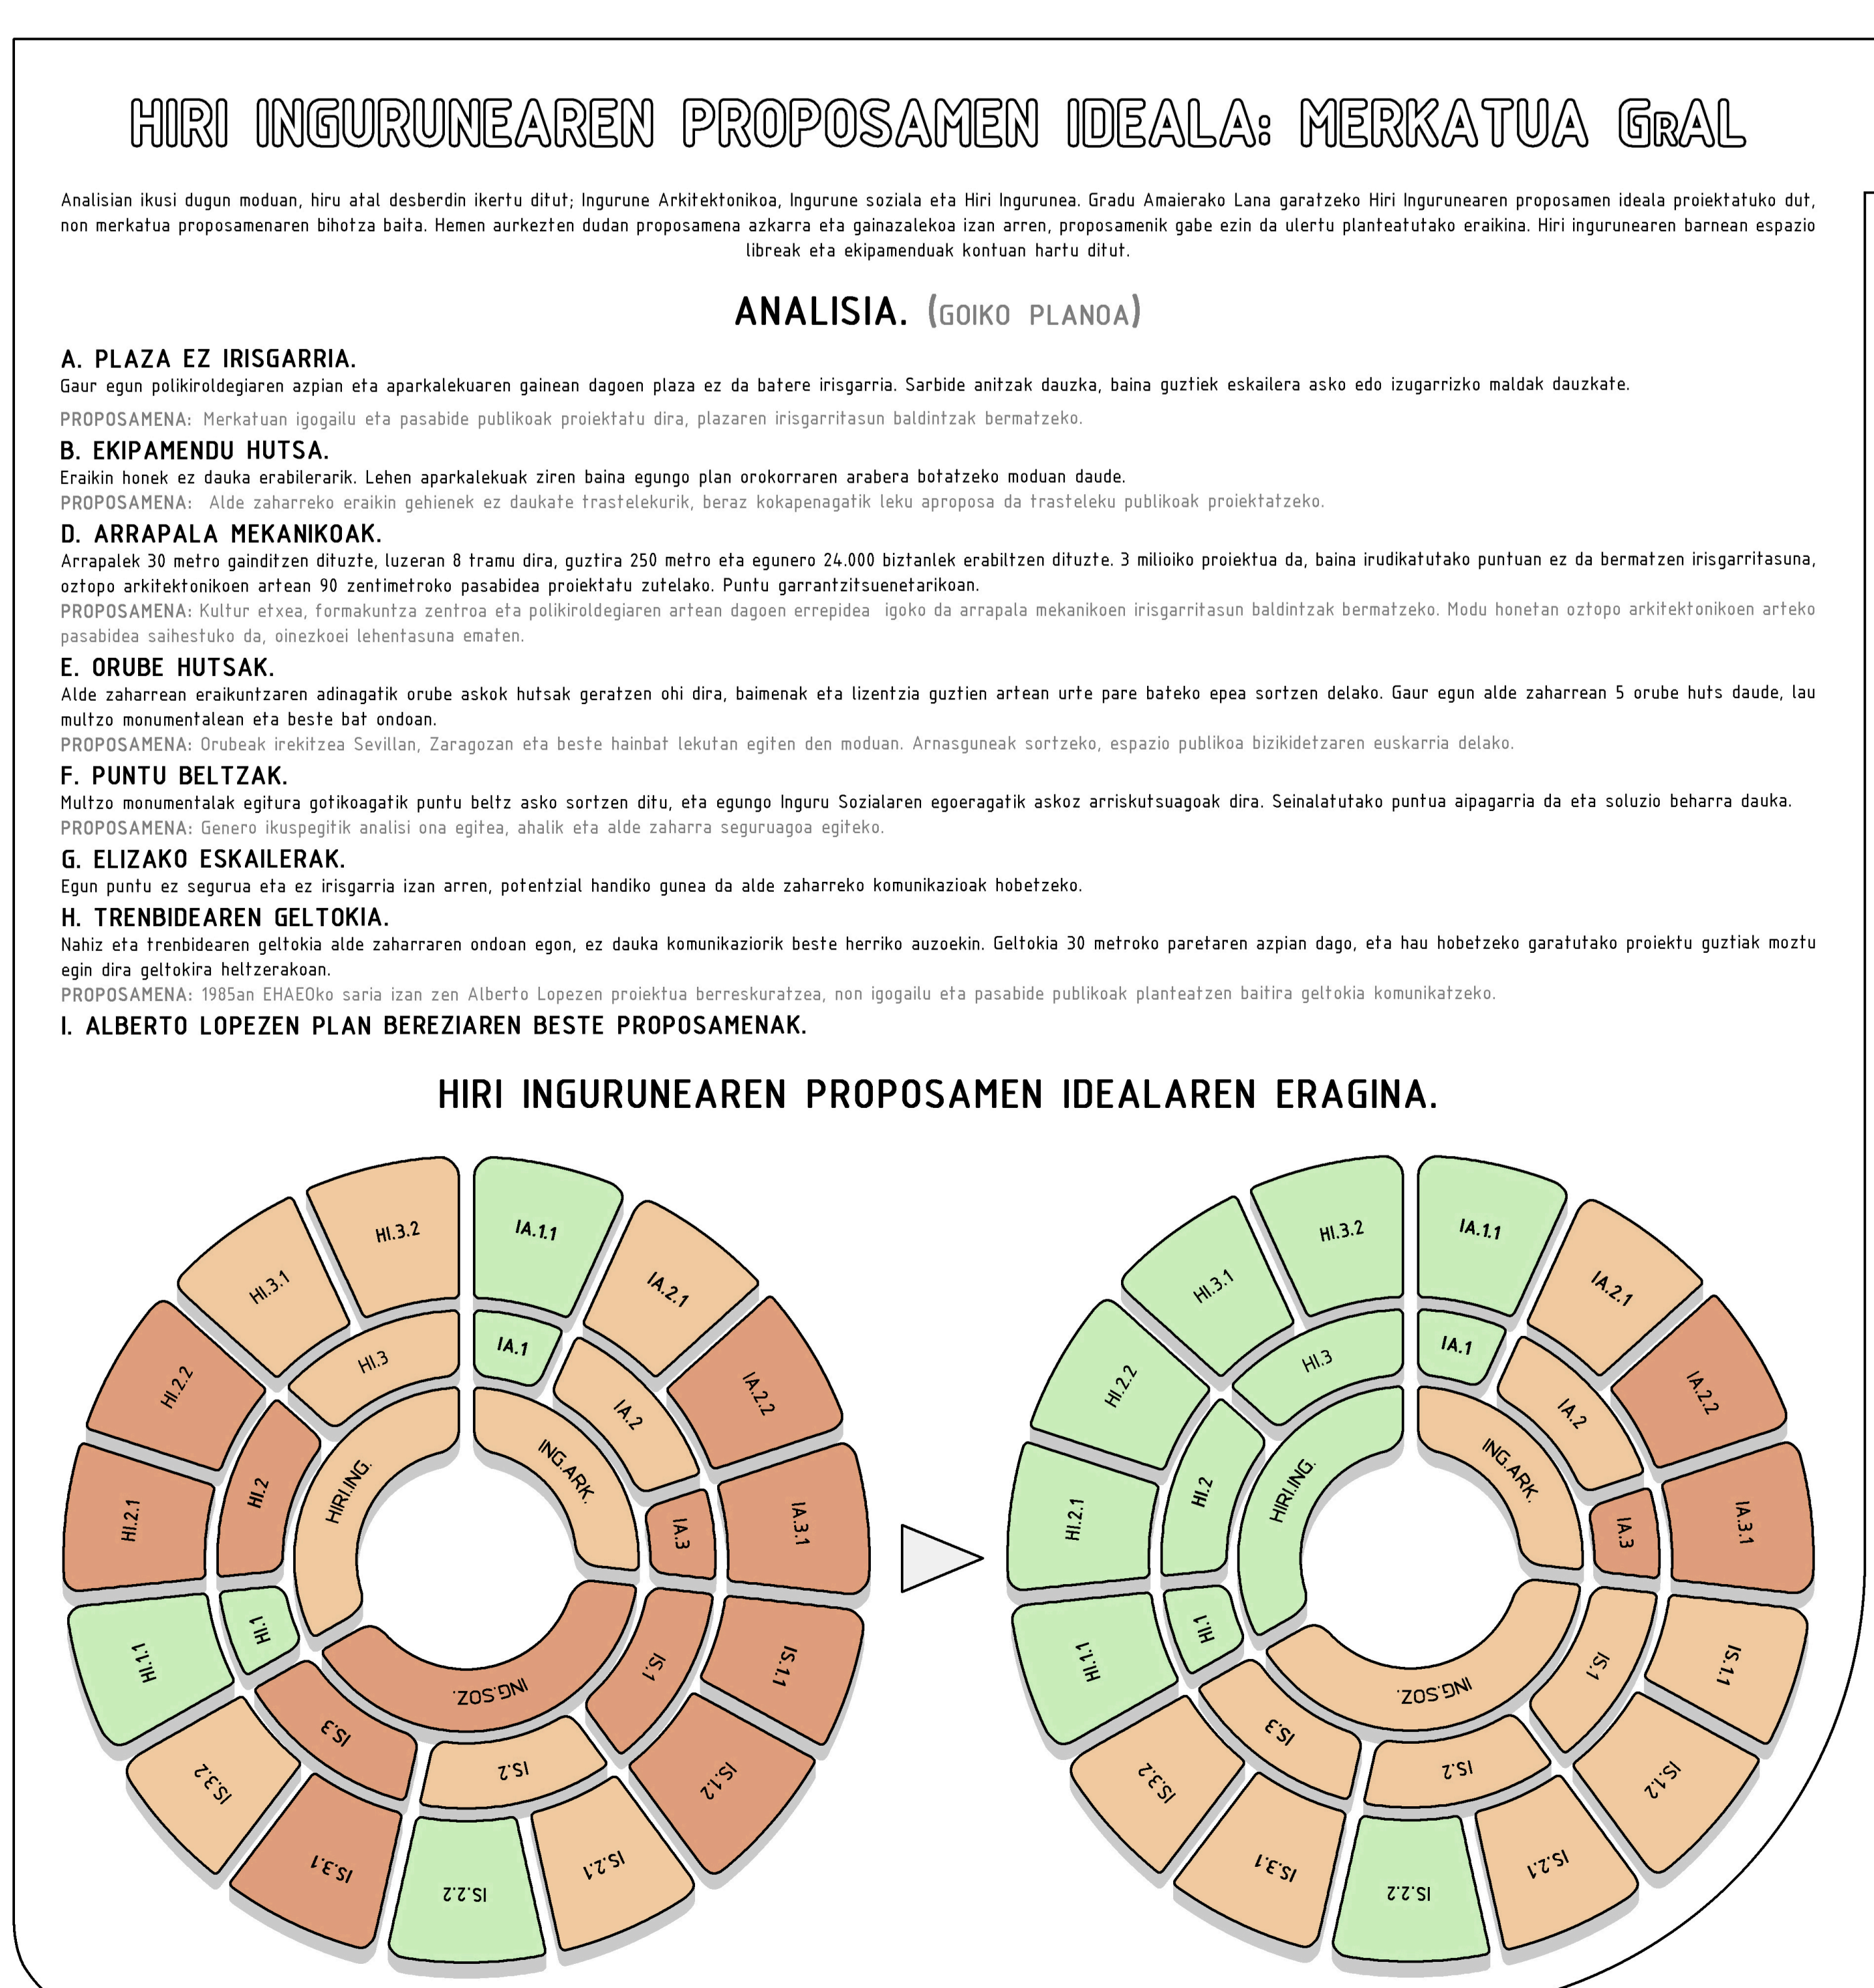 HIRI INGURUNEAREN PROPOSAMEN IDEALA: MERKATUA GRAL
Analisian ikusi dugun moduan, hiru atal desberdin ikertu ditut; Ingurune Arkitektonikoa, Ingurune soziala eta Hiri Ingurunea. Gradu Amaierako Lana garatzeko Hiri Ingurunearen proposamen ideala proiektatuko dut,
non merkatua proposamenaren bihotza baita. Hemen aurkezten dudan proposamena azkarra eta gainazalekoa izan arren, proposamenik gabe ezin da ulertu planteatutako eraikina. Hiri ingurunearen barnean espazio
libreak eta ekipamenduak kontuan hartu ditut.
ANALISIA. (GOIKO PLANOA)
A. PLAZA EZ IRISGARRIA.
Gaur egun polikiroldegiaren azpian eta aparkalekuaren gainean dagoen plaza ez da batere irisgarria. Sarbide anitzak dauzka, baina guztiek eskailera asko edo izugarrizko maldak dauzkate.
PROPOSAMENA: Merkatuan igogailu eta pasabide publikoak proiektatu dira, plazaren irisgarritasun baldintzak bermatzeko.
B. EKIPAMENDU HUTSA.
Eraikin honek ez dauka erabilerarik. Lehen aparkalekuak ziren baina egungo plan orokorraren arabera botatzeko moduan daude.
PROPOSAMENA: Alde zaharreko eraikin gehienek ez daukate trastelekurik, beraz kokapenagatik leku aproposa da trasteleku publikoak proiektatzeko.
D. ARRAPALA MEKANIKOAK.
Arrapalek 30 metro gainditzen dituzte, luzeran 8 tramu dira, guztira 250 metro eta egunero 24.000 biztanlek erabiltzen dituzte. 3 milioiko proiektua da, baina irudikatutako puntuan ez da bermatzen irisgarritasuna,
oztopo arkitektonikoen artean 90 zentimetroko pasabidea proiektatu zutelako. Puntu garrantzitsuenetarikoan.
PROPOSAMENA: Kultur etxea, formakuntza zentroa eta polikiroldegiaren artean dagoen errepidea igoko da arrapala mekanikoen irisgarritasun baldintzak bermatzeko. Modu honetan oztopo arkitektonikoen arteko
pasabidea saihestuko da, oinezkoei lehentasuna ematen.
E. ORUBE HUTSAK.
Alde zaharrean eraikuntzaren adinagatik orube askok hutsak geratzen ohi dira, baimenak eta lizentzia guztien artean urte pare bateko epea sortzen delako. Gaur egun alde zaharrean 5 orube huts daude, lau
multzo monumentalean eta beste bat ondoan.
PROPOSAMENA: Orubeak irekitzea Sevillan, Zaragozan eta beste hainbat lekutan egiten den moduan. Arnasguneak sortzeko, espazio publikoa bizikidetzaren euskarria delako.
F. PUNTU BELTZAK.
Multzo monumentalak egitura gotikoagatik puntu beltz asko sortzen ditu, eta egungo Inguru Sozialaren egoeragatik askoz arriskutsuagoak dira. Seinalatutako puntua aipagarria da eta soluzio beharra dauka.
PROPOSAMENA: Genero ikuspegitik analisi ona egitea, ahalik eta alde zaharra seguruagoa egiteko.
G. ELIZAKO ESKAILERAK.
Egun puntu ez segurua eta ez irisgarria izan arren, potentzial handiko gunea da alde zaharreko komunikazioak hobetzeko.
H. TRENBIDEAREN GELTOKIA.
Nahiz eta trenbidearen geltokia alde zaharraren ondoan egon, ez dauka komunikaziorik beste herriko auzoekin. Geltokia 30 metroko paretaren azpian dago, eta hau hobetzeko garatutako proiektu guztiak moztu
egin dira geltokira heltzerakoan.
PROPOSAMENA: 1985an EHAEOko saria izan zen Alberto Lopezen proiektua berreskuratzea, non igogailu eta pasabide publikoak planteatzen baitira geltokia komunikatzeko.
I. ALBERTO LOPEZEN PLAN BEREZIAREN BESTE PROPOSAMENAK.
HIRI INGURUNEAREN PROPOSAMEN IDEALAREN ERAGINA.
IA.1.1
IA.2.1
IA.2.2
IA.3.1
IS.1.1
IS.1.2
IS.2.1
IS.2.2
IS.3.1
IS.3.2
HI.1.1
HI.2.1
HI.2.2
HI.3.1
HI.3.2
IA.1
IA.2
IA.3
IS.1
IS.2
IS.3
HI.1
HI.2
HI.3
ING.ARK.
ING.SOZ.
HIRI.ING.
IA.1.1
IA.2.1
IA.2.2
IA.3.1
IS.1.1
IS.1.2
IS.2.1
IS.2.2
IS.3.1
IS.3.2
HI.1.1
HI.2.1
HI.2.2
HI.3.1
HI.3.2
IA.1
IA.2
IA.3
IS.1
IS.2
IS.3
HI.1
HI.2
HI.3
ING.ARK.
ING.SOZ.
HIRI.ING.